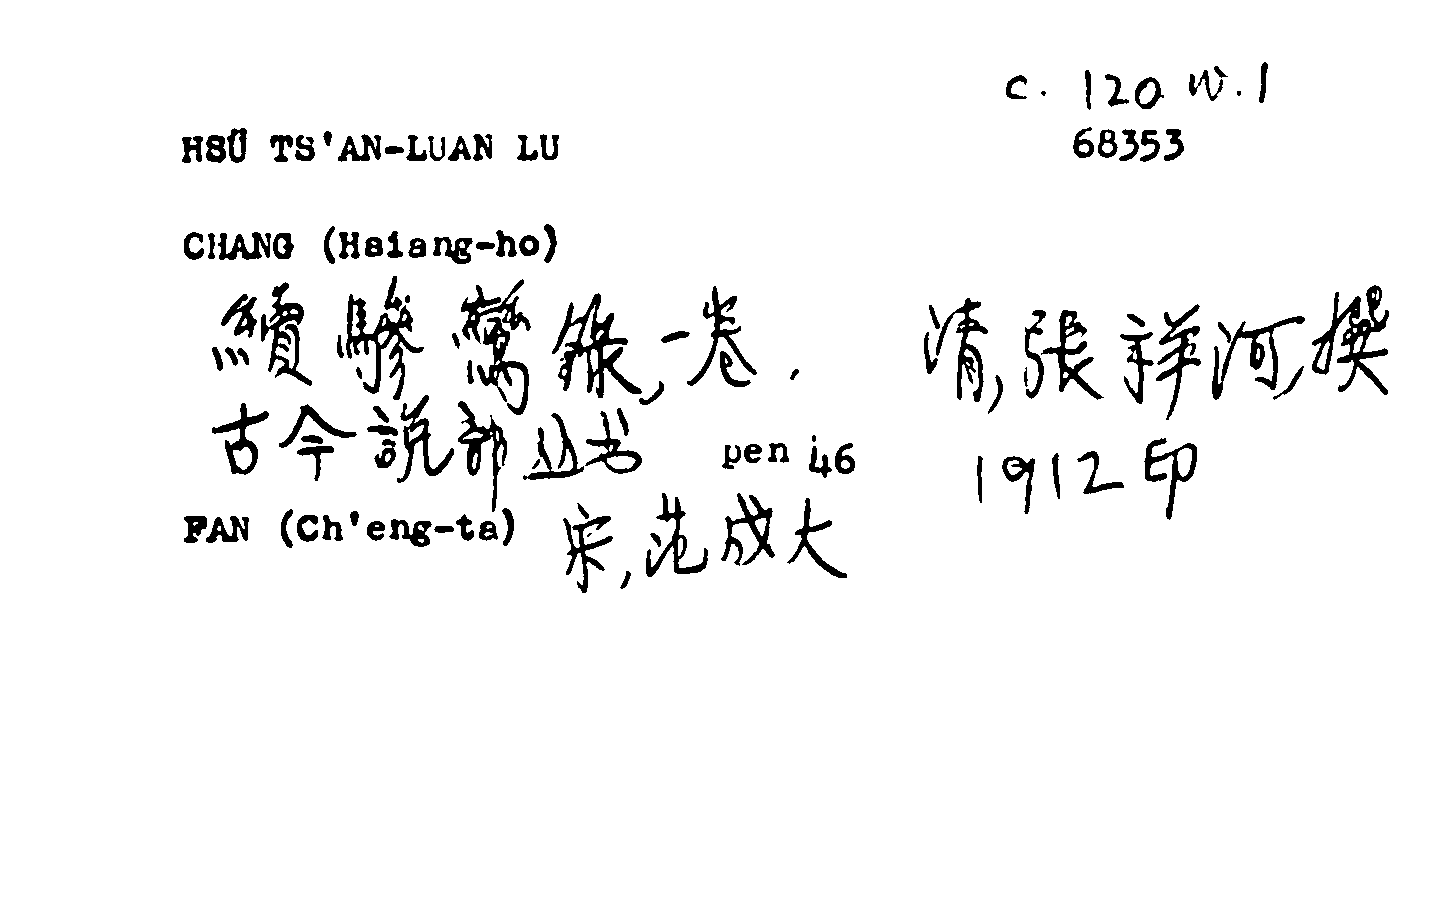 c. 120 w.1
HSÜ TS'AN-LUAN LU
68353
CHANG (Hsiang-ho)
續驂鸞錄,一卷. 清,張祥河,撰
古今說部丛书 pen 46 1912印
FAN (Ch'eng-ta) 宋,范成大